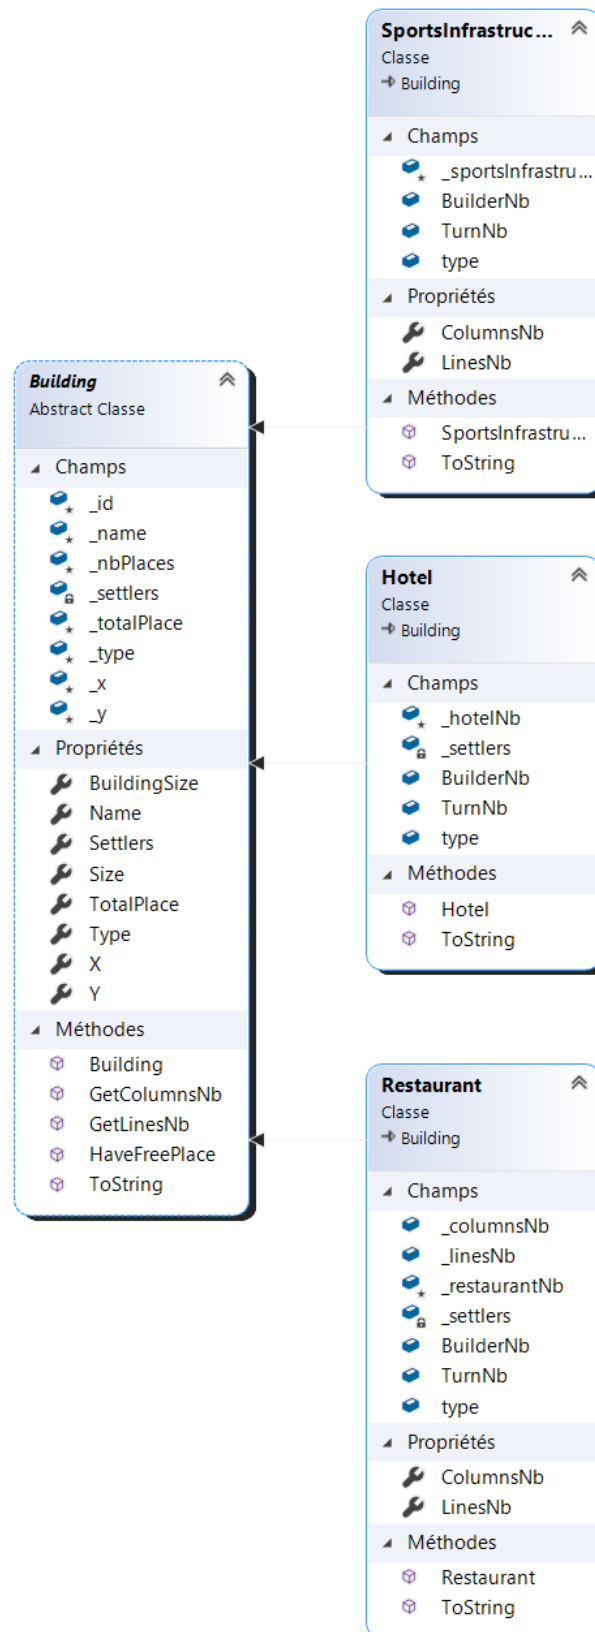 SportsInfrastruc...
Classe
Building
Champs
_sportsInfrastru...
BuilderNb
TurnNb
type
Propriétés
ColumnsNb
LinesNb
Méthodes
SportsInfrastru...
ToString
Building
Abstract Classe
Champs
_id
_name
_nbPlaces
_settlers
_totalPlace
_type
_x
_y
Propriétés
BuildingSize
Name
Settlers
Size
TotalPlace
Type
X
Y
Méthodes
Building
GetColumnsNb
GetLinesNb
HaveFreePlace
ToString
Hotel
Classe
Building
Champs
_hotelNb
_settlers
BuilderNb
TurnNb
type
Méthodes
Hotel
ToString
Restaurant
Classe
Building
Champs
_columnsNb
_linesNb
_restaurantNb
_settlers
BuilderNb
TurnNb
type
Propriétés
ColumnsNb
LinesNb
Méthodes
Restaurant
ToString